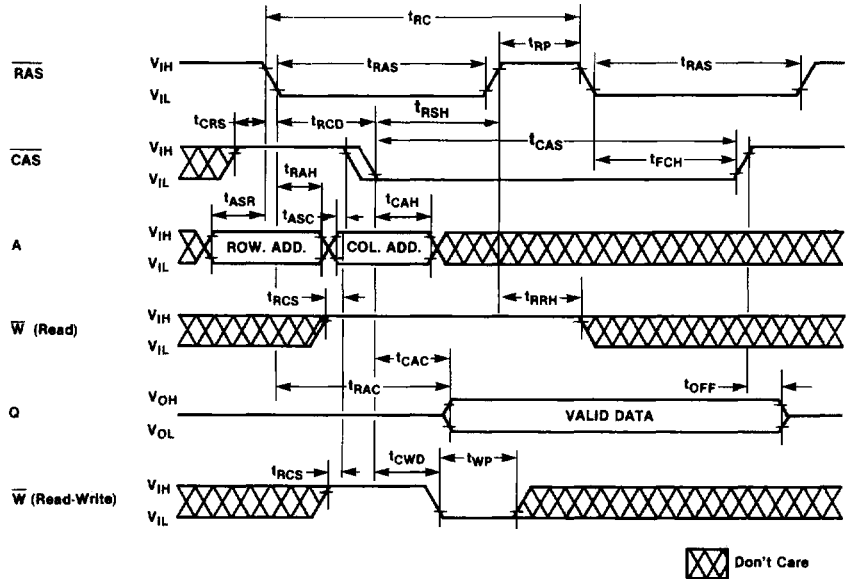 tRC
tRP
RAS
VIH
VIL
tRAS
tRAS
tCRS
tRCD
tRSH
tCAS
CAS
VIH
VIL
tRAH
tFCH
tASR
tASC
tCAH
A
VIH
VIL
ROW. ADD.
COL. ADD.
tRCS
tRRH
W (Read)
VIH
VIL
tCAC
tRAC
tOFF
Q
VOH
VOL
VALID DATA
tRCS
tCWD
tWP
W (Read-Write)
VIH
VIL
Don't Care